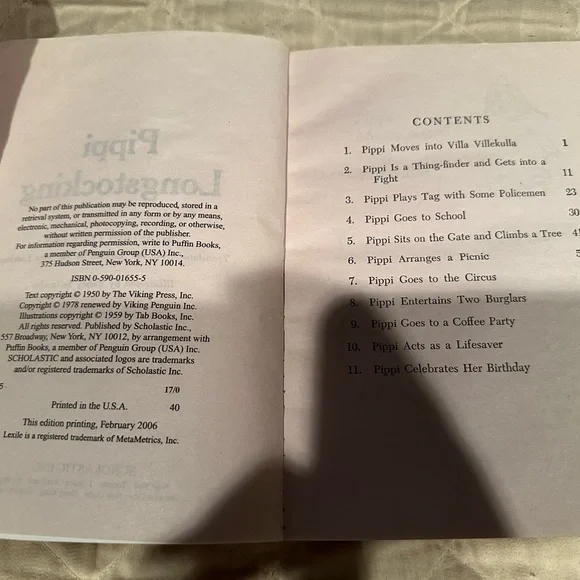 Pippi
Longstocking
No part of this publication may be reproduced, stored in a
retrieval system, or transmitted in any form or by any means,
electronic, mechanical, photocopying, recording, or otherwise,
without written permission of the publisher.
For information regarding permission, write to Puffin Books,
a member of Penguin Group (USA) Inc.,
375 Hudson Street, New York, NY 10014.
ISBN 0-590-01655-5
Text copyright © 1950 by The Viking Press, Inc.
Copyright © 1978 renewed by Viking Penguin Inc.
Illustrations copyright © 1959 by Tab Books, Inc.
All rights reserved. Published by Scholastic Inc.,
557 Broadway, New York, NY 10012, by arrangement with
Puffin Books, a member of Penguin Group (USA) Inc.
SCHOLASTIC and associated logos are trademarks
and/or registered trademarks of Scholastic Inc.
5 17/0
Printed in the U.S.A. 40
This edition printing, February 2006
Lexile is a registered trademark of MetaMetrics, Inc.
SCHOLASTIC INC.
CONTENTS
1. Pippi Moves into Villa Villekulla 1
2. Pippi Is a Thing-finder and Gets into a
Fight 11
3. Pippi Plays Tag with Some Policemen 23
4. Pippi Goes to School 30
5. Pippi Sits on the Gate and Climbs a Tree 4
6. Pippi Arranges a Picnic 5
7. Pippi Goes to the Circus
8. Pippi Entertains Two Burglars
9. Pippi Goes to a Coffee Party
10. Pippi Acts as a Lifesaver
11. Pippi Celebrates Her Birthday